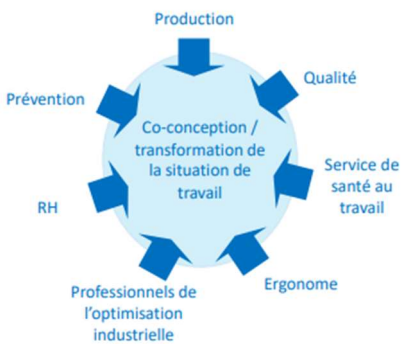 Production
Qualité
Prévention
Co-conception /
transformation de
la situation de
travail
Service de
santé au
travail
RH
Ergonome
Professionnels de
l'optimisation
industrielle